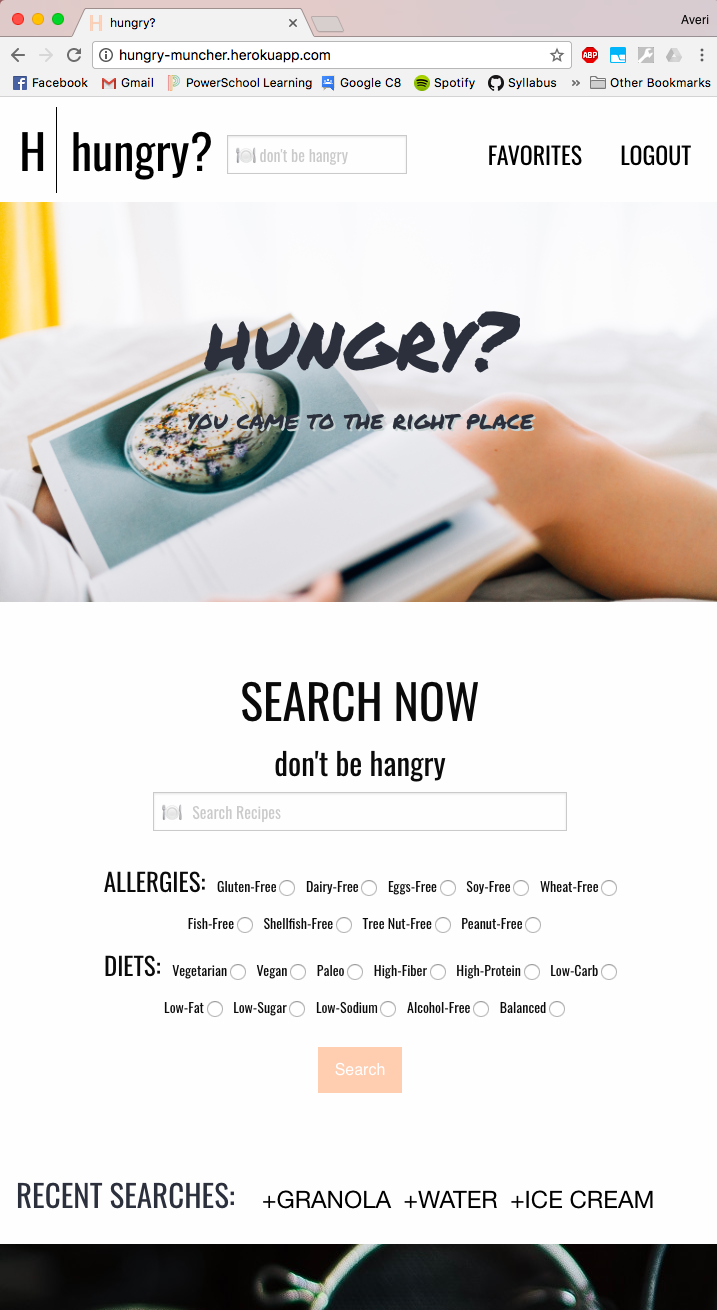 hungry?
Averi
hungry-muncher.herokuapp.com
ABP
Facebook Gmail PowerSchool Learning Google C8 Spotify Syllabus » Other Bookmarks
H hungry? don't be hangry FAVORITES LOGOUT
HUNGRY?
YOU CAME TO THE RIGHT PLACE
SEARCH NOW
don't be hangry
Search Recipes
ALLERGIES: Gluten-Free Dairy-Free Eggs-Free Soy-Free Wheat-Free
Fish-Free Shellfish-Free Tree Nut-Free Peanut-Free
DIETS: Vegetarian Vegan Paleo High-Fiber High-Protein Low-Carb
Low-Fat Low-Sugar Low-Sodium Alcohol-Free Balanced
Search
RECENT SEARCHES: +GRANOLA +WATER +ICE CREAM